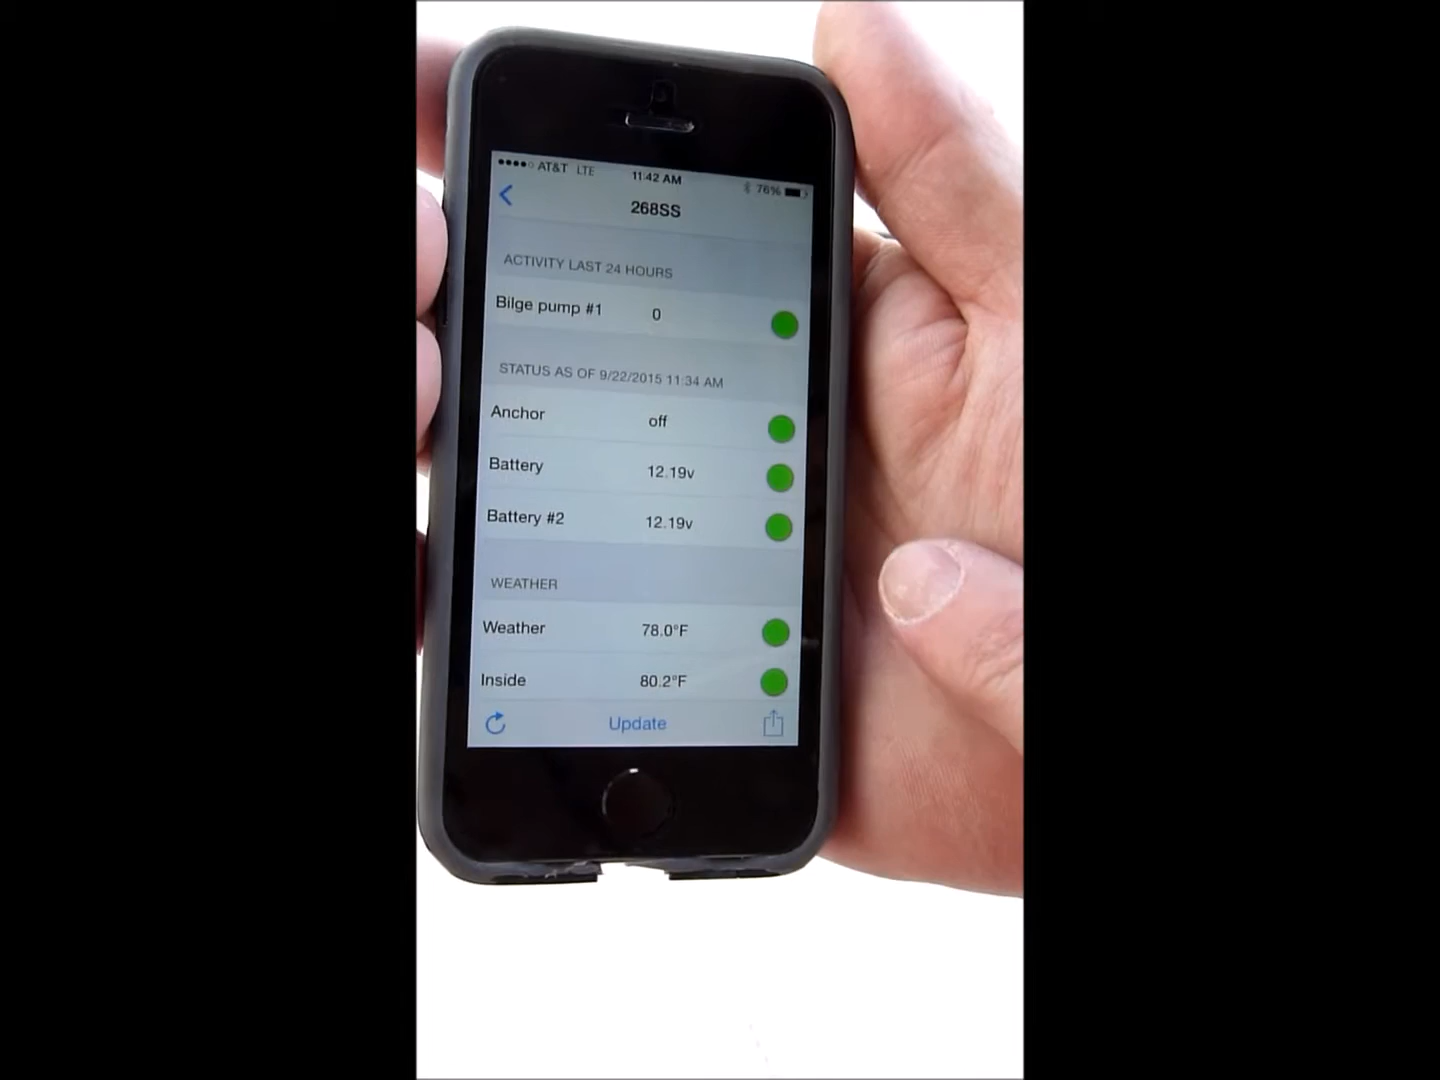 AT&T LTE 11:42 AM 76%
268SS
ACTIVITY LAST 24 HOURS
Bilge pump #1 0
STATUS AS OF 9/22/2015 11:34 AM
Anchor off
Battery 12.19v
Battery #2 12.19v
WEATHER
Weather 78.0°F
Inside 80.2°F
Update